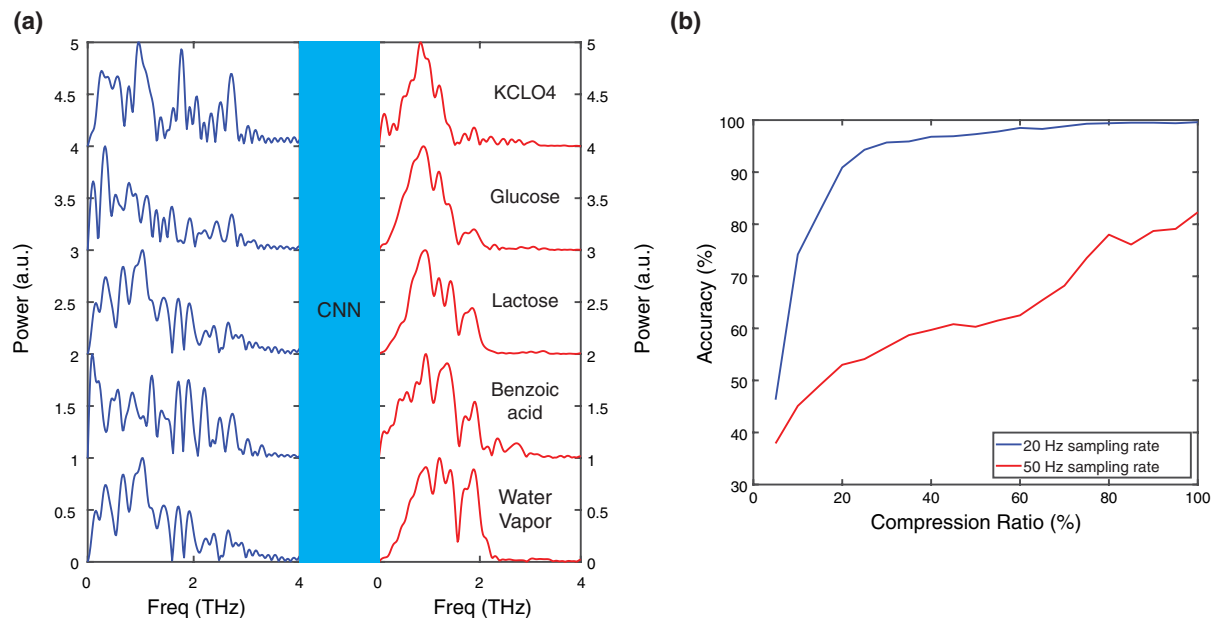 (a)
5
4.5
4
3.5
3
2.5
2
1.5
1
0.5
0
Power (a.u.)
0
2
4
Freq (THz)
CNN
KCLO4
Glucose
Lactose
Benzoic
acid
Water
Vapor
5
4.5
4
3.5
3
2.5
2
1.5
1
0.5
0
Power (a.u.)
0
2
4
Freq (THz)
(b)
100
90
80
70
60
50
40
30
Accuracy (%)
0
20
40
60
80
100
Compression Ratio (%)
20 Hz sampling rate
50 Hz sampling rate